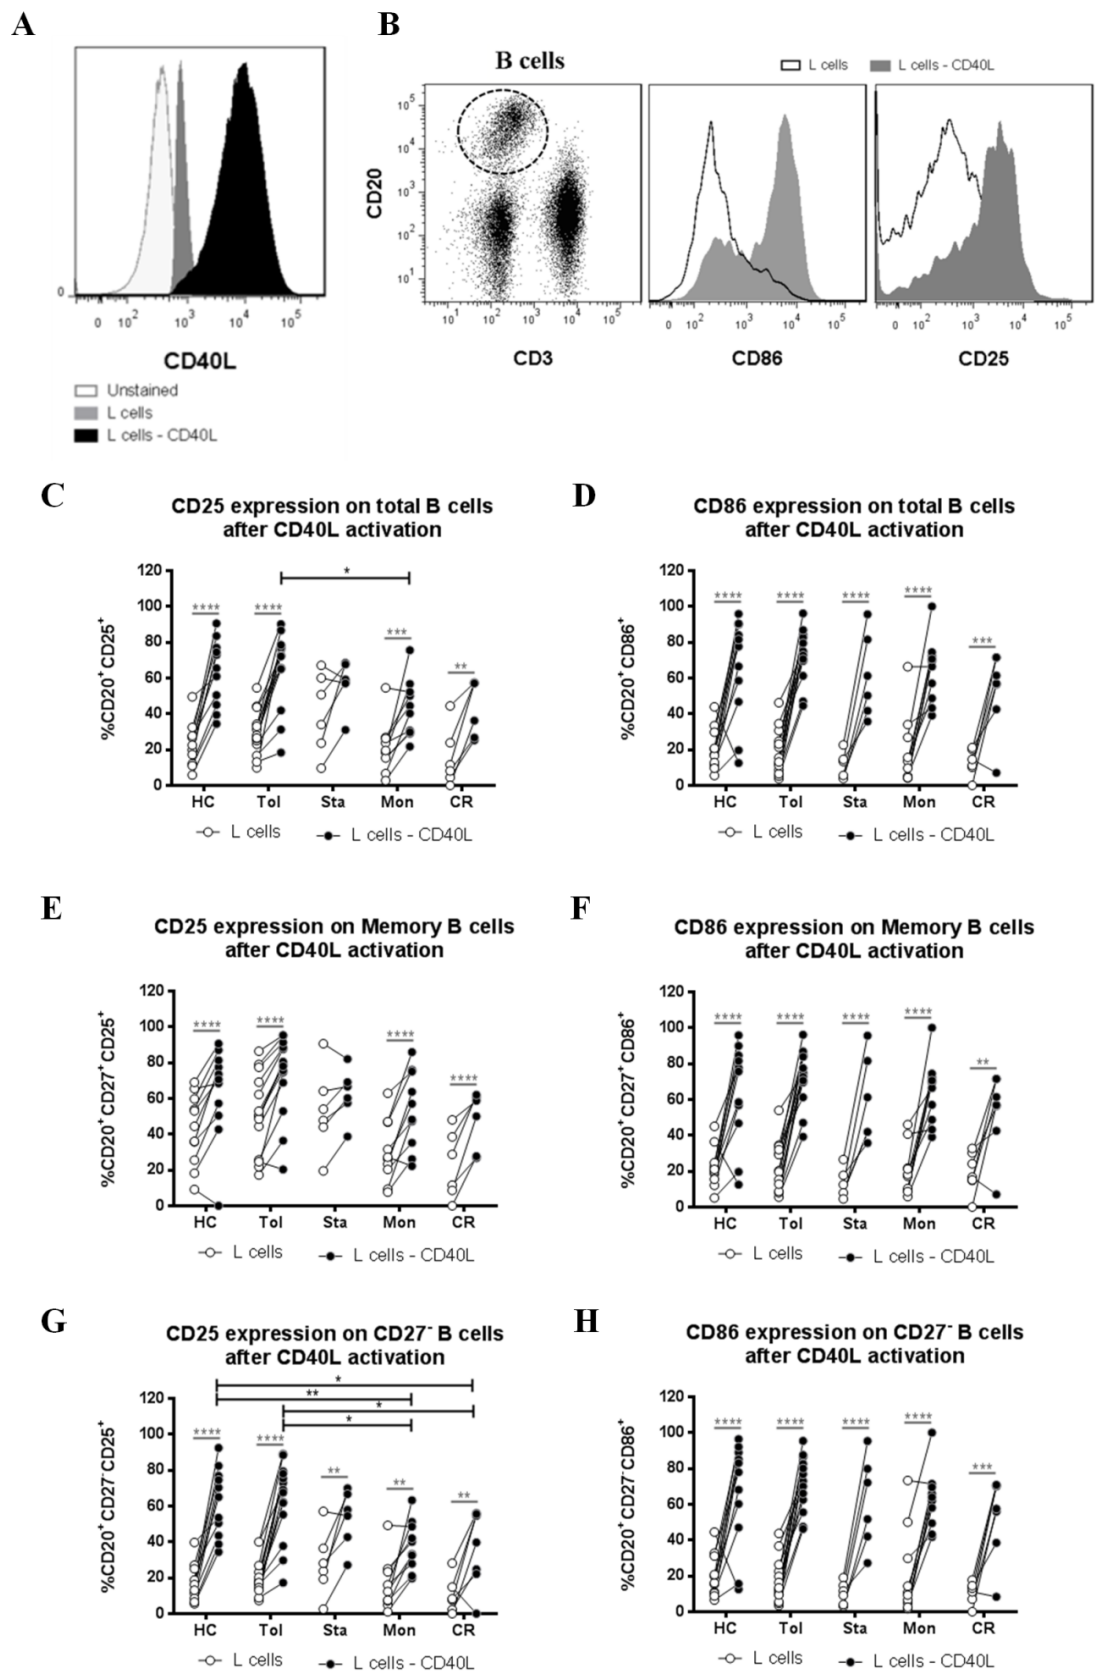 A
B
B cells
L cells
L cells - CD40L
0
0 10² 10³ 10⁴ 10⁵
CD40L
Unstained
L cells
L cells - CD40L
10⁵
10⁴
10³
10²
10¹
CD20
10¹ 10² 10³ 10⁴
CD3
0 10² 10³ 10⁴ 10⁵
CD86
0 10² 10³ 10⁴ 10⁵
CD25
C
CD25 expression on total B cells
after CD40L activation
%CD20⁺ CD25⁺
120
100
80
60
40
20
0
**** **** *** ** *
HC Tol Sta Mon CR
L cells L cells - CD40L
D
CD86 expression on total B cells
after CD40L activation
%CD20⁺ CD86⁺
120
100
80
60
40
20
0
**** **** **** **** ***
HC Tol Sta Mon CR
L cells L cells - CD40L
E
CD25 expression on Memory B cells
after CD40L activation
%CD20⁺ CD27⁺ CD25⁺
120
100
80
60
40
20
0
**** **** **** ****
HC Tol Sta Mon CR
L cells L cells - CD40L
F
CD86 expression on Memory B cells
after CD40L activation
%CD20⁺ CD27⁺ CD86⁺
120
100
80
60
40
20
0
**** **** **** **** **
HC Tol Sta Mon CR
L cells L cells - CD40L
G
CD25 expression on CD27⁻ B cells
after CD40L activation
%CD20⁺ CD27⁻ CD25⁺
120
100
80
60
40
20
0
*
**
*
*
**** **** ** ** **
HC Tol Sta Mon CR
L cells L cells - CD40L
H
CD86 expression on CD27⁻ B cells
after CD40L activation
%CD20⁺ CD27⁻ CD86⁺
120
100
80
60
40
20
0
**** **** **** **** ***
HC Tol Sta Mon CR
L cells L cells - CD40L